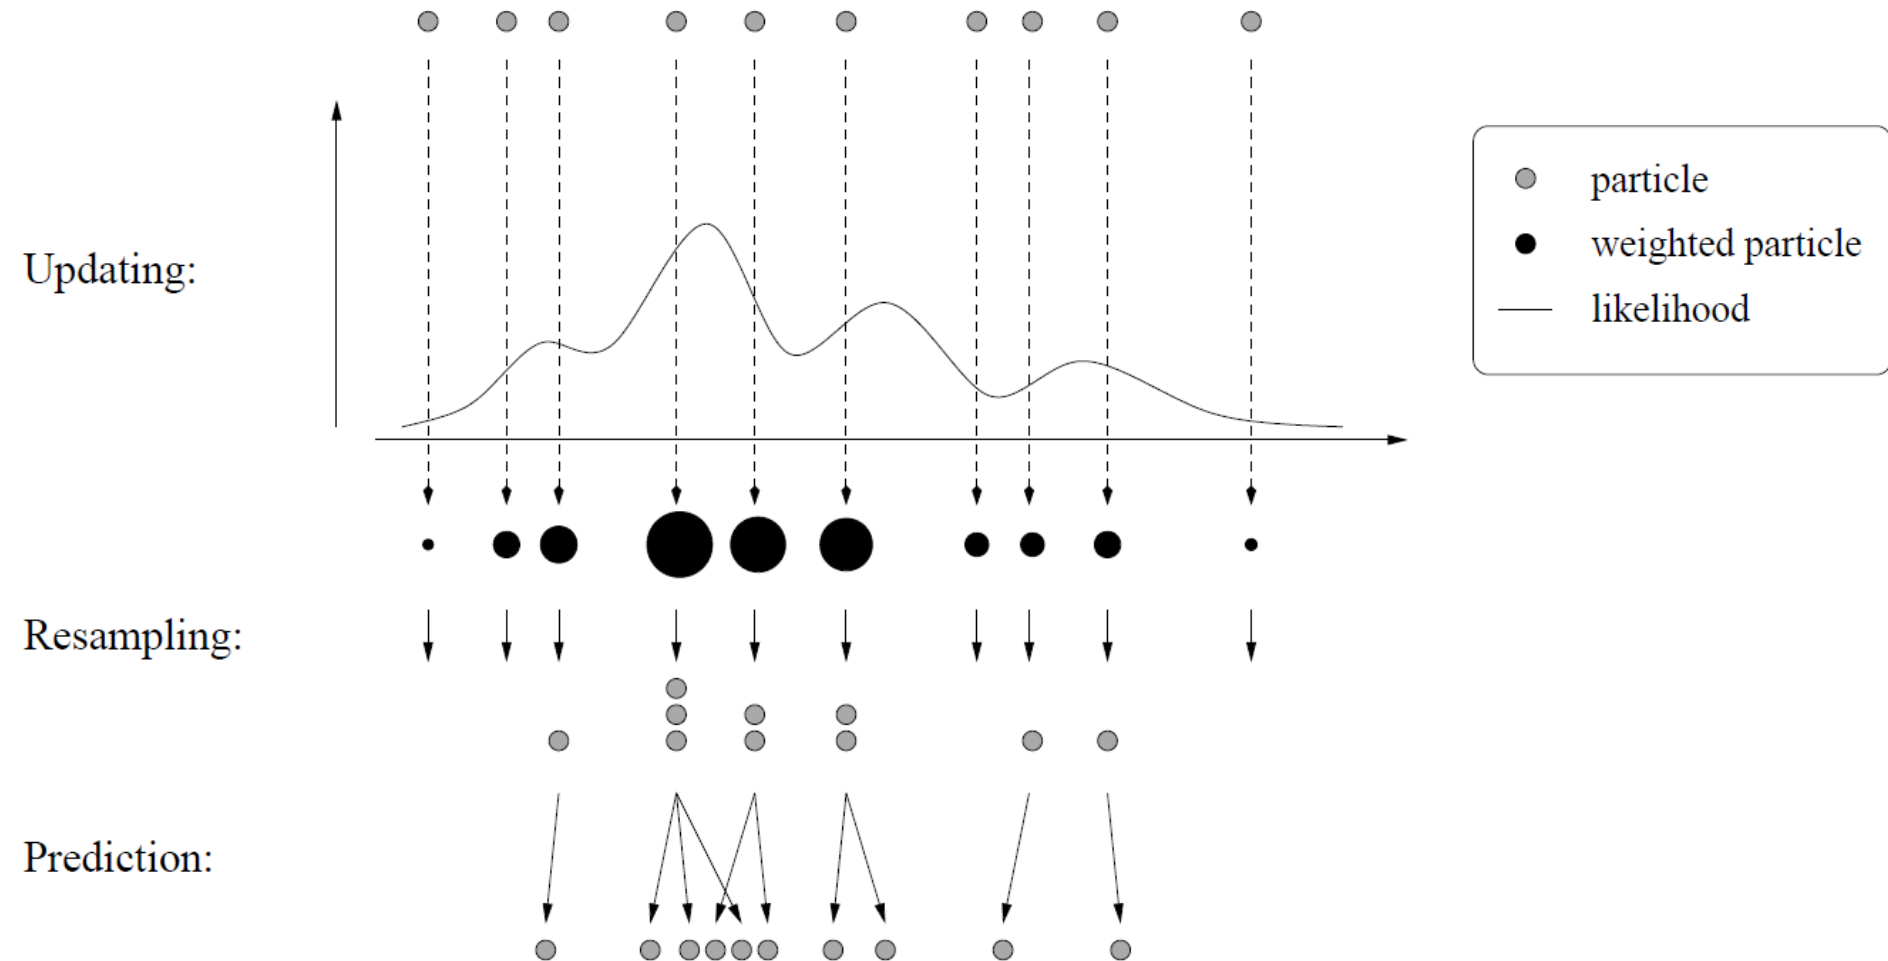 Updating:
particle
weighted particle
likelihood
Resampling:
Prediction: